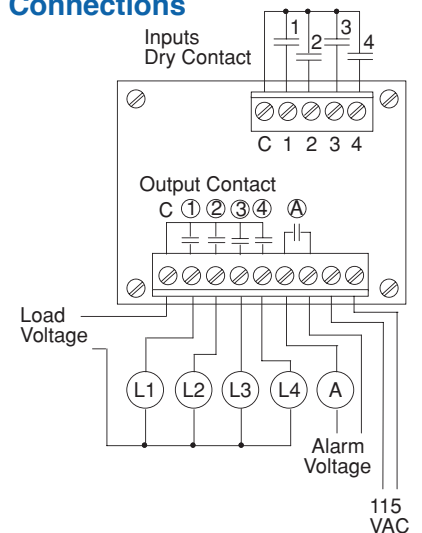 Connections
Inputs
Dry Contact
1
2
3
4
C 1 2 3 4
Output Contact
C ① ② ③ ④ Ⓐ
Load
Voltage
L1 L2 L3 L4 A
Alarm
Voltage
115
VAC